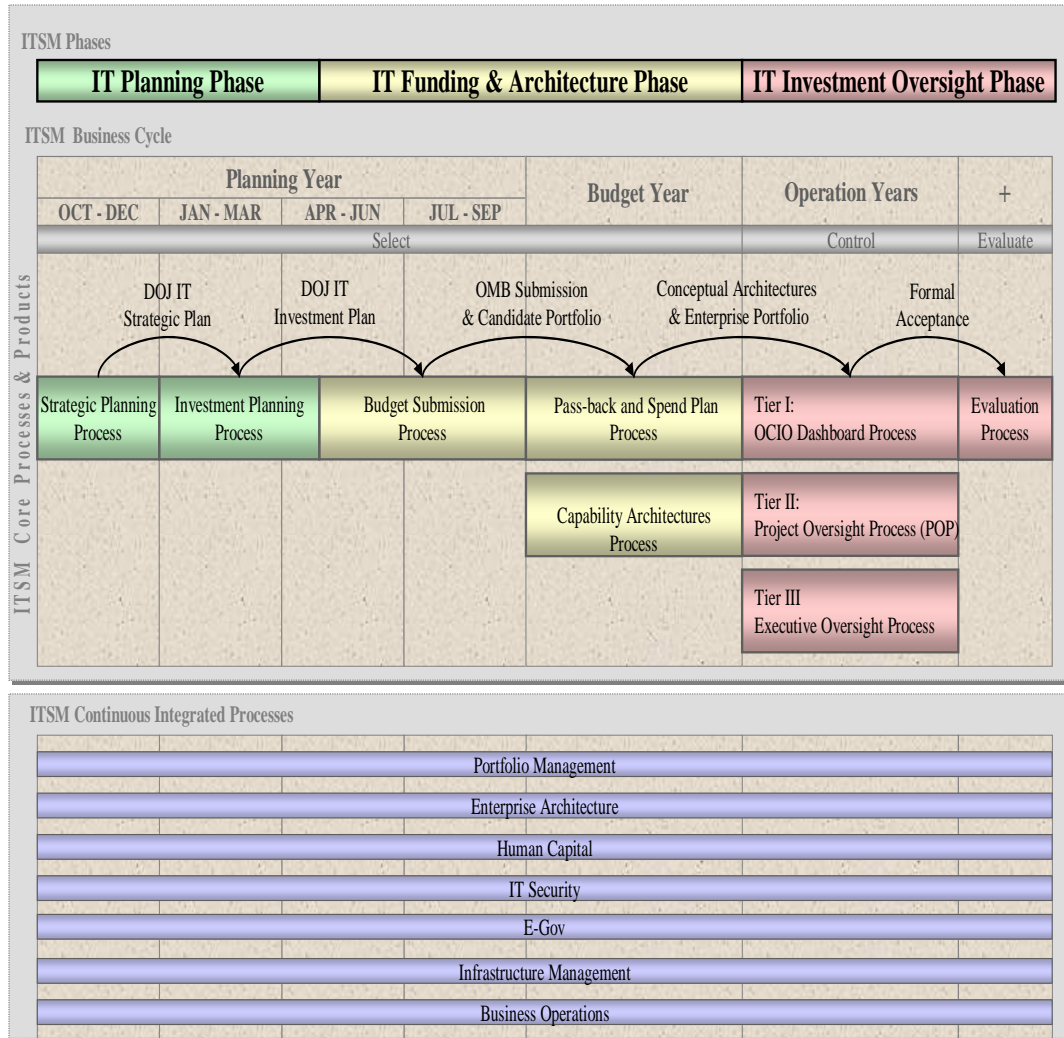 ITSM Phases
IT Planning Phase
IT Funding & Architecture Phase
IT Investment Oversight Phase
ITSM Business Cycle
Planning Year
Budget Year
Operation Years
+
OCT - DEC
JAN - MAR
APR - JUN
JUL - SEP
Select
Control
Evaluate
ITSM Core Processes & Products
DOJ IT
Strategic Plan
DOJ IT
Investment Plan
OMB Submission
& Candidate Portfolio
Conceptual Architectures
& Enterprise Portfolio
Formal
Acceptance
Strategic Planning
Process
Investment Planning
Process
Budget Submission
Process
Pass-back and Spend Plan
Process
Tier I:
OCIO Dashboard Process
Evaluation
Process
Capability Architectures
Process
Tier II:
Project Oversight Process (POP)
Tier III
Executive Oversight Process
ITSM Continuous Integrated Processes
Portfolio Management
Enterprise Architecture
Human Capital
IT Security
E-Gov
Infrastructure Management
Business Operations